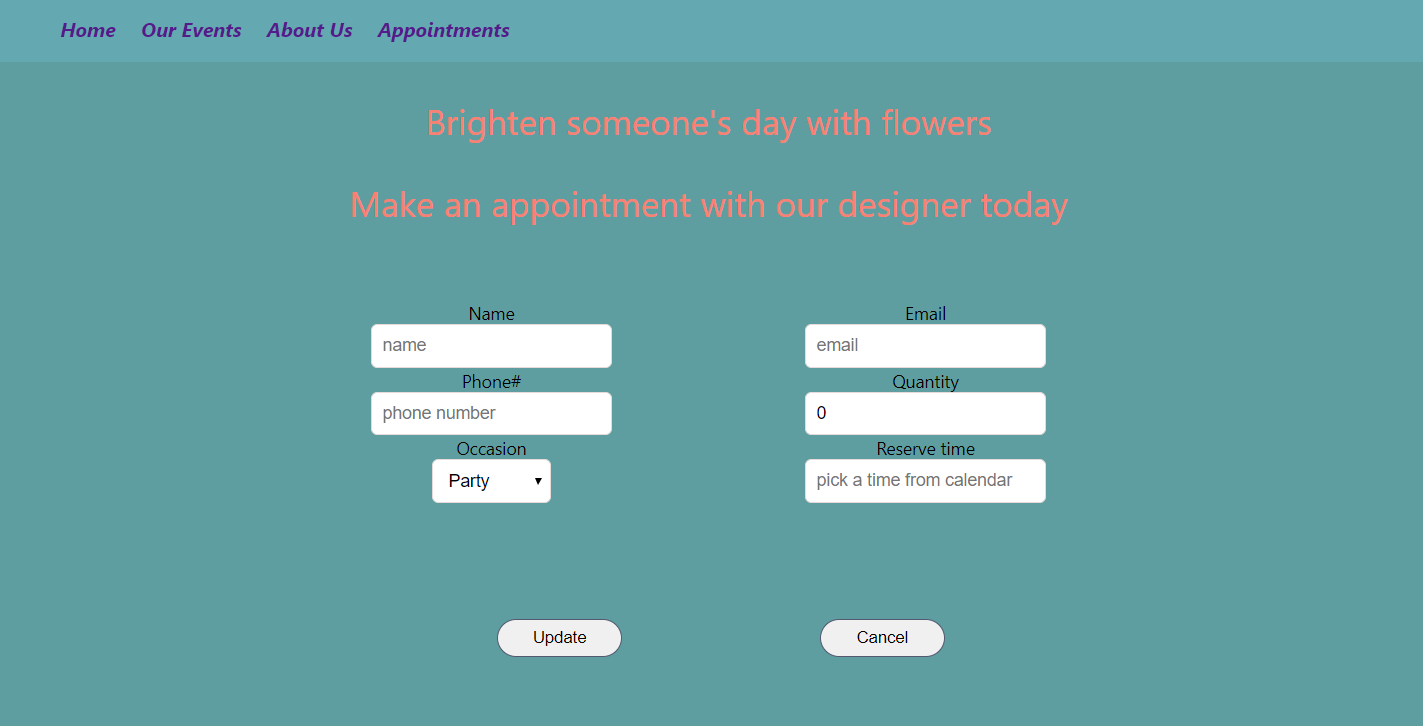 Home Our Events About Us Appointments
Brighten someone's day with flowers
Make an appointment with our designer today
Name Email
name email
Phone# Quantity
phone number 0
Occasion Reserve time
Party pick a time from calendar
Update Cancel